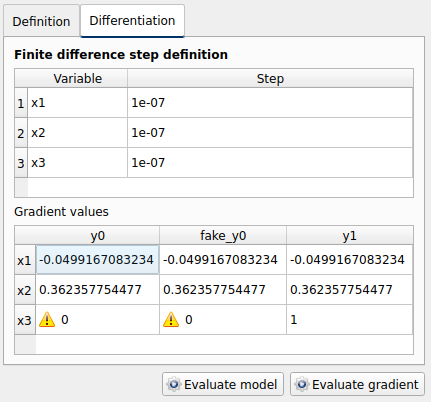 Definition Differentiation
Finite difference step definition
Variable Step
1 x1 1e-07
2 x2 1e-07
3 x3 1e-07
Gradient values
y0 fake_y0 y1
x1 -0.0499167083234 -0.0499167083234 -0.0499167083234
x2 0.362357754477 0.362357754477 0.362357754477
x3 0 0 1
Evaluate model Evaluate gradient